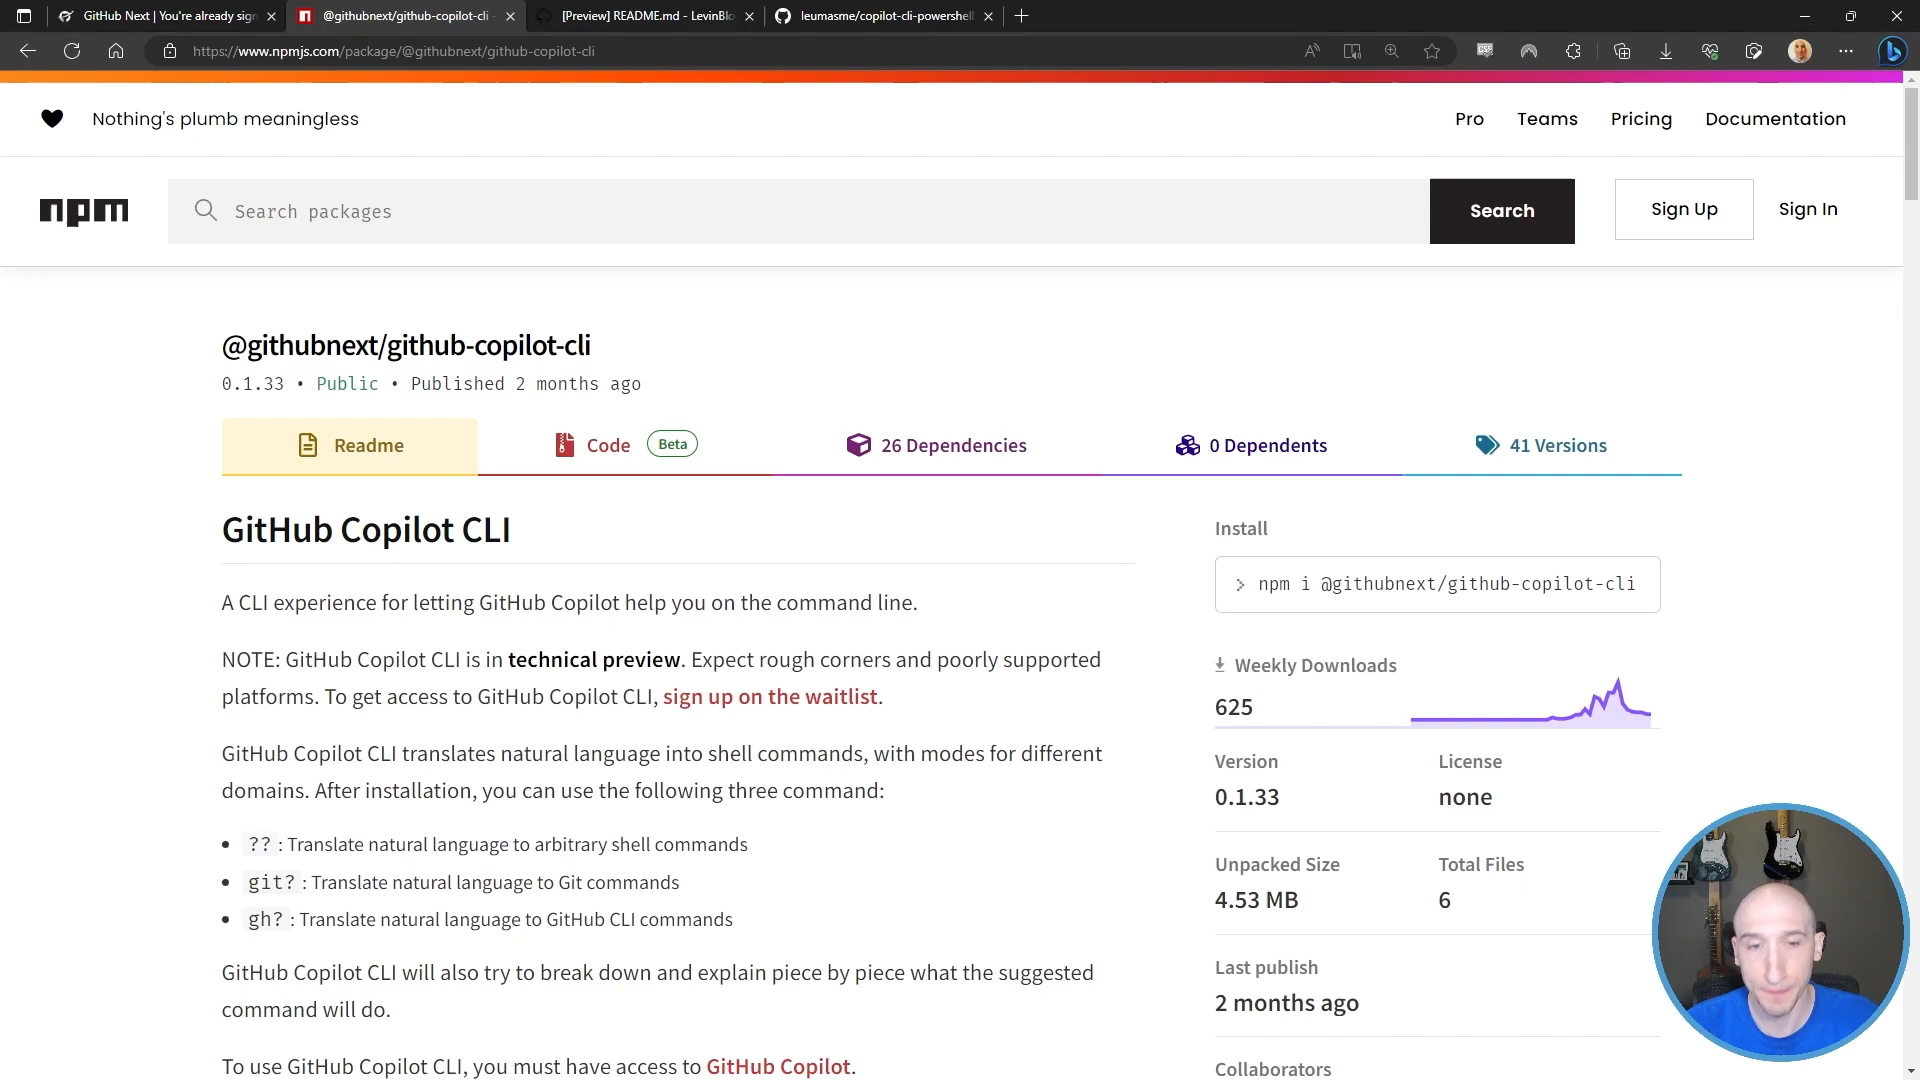 GitHub Next | You're already sign
@githubnext/github-copilot-cli -
[Preview] README.md - LevinBlo
leumasme/copilot-cli-powershell
https://www.npmjs.com/package/@githubnext/github-copilot-cli
Nothing's plumb meaningless
Pro
Teams
Pricing
Documentation
npm
Search packages
Search
Sign Up
Sign In
@githubnext/github-copilot-cli
0.1.33 • Public • Published 2 months ago
Readme
Code
Beta
26 Dependencies
0 Dependents
41 Versions
GitHub Copilot CLI
A CLI experience for letting GitHub Copilot help you on the command line.
NOTE: GitHub Copilot CLI is in technical preview. Expect rough corners and poorly supported
platforms. To get access to GitHub Copilot CLI, sign up on the waitlist.
GitHub Copilot CLI translates natural language into shell commands, with modes for different
domains. After installation, you can use the following three command:
• ??: Translate natural language to arbitrary shell commands
• git?: Translate natural language to Git commands
• gh?: Translate natural language to GitHub CLI commands
GitHub Copilot CLI will also try to break down and explain piece by piece what the suggested
command will do.
To use GitHub Copilot CLI, you must have access to GitHub Copilot.
Install
> npm i @githubnext/github-copilot-cli
Weekly Downloads
625
Version
License
0.1.33
none
Unpacked Size
Total Files
4.53 MB
6
Last publish
2 months ago
Collaborators